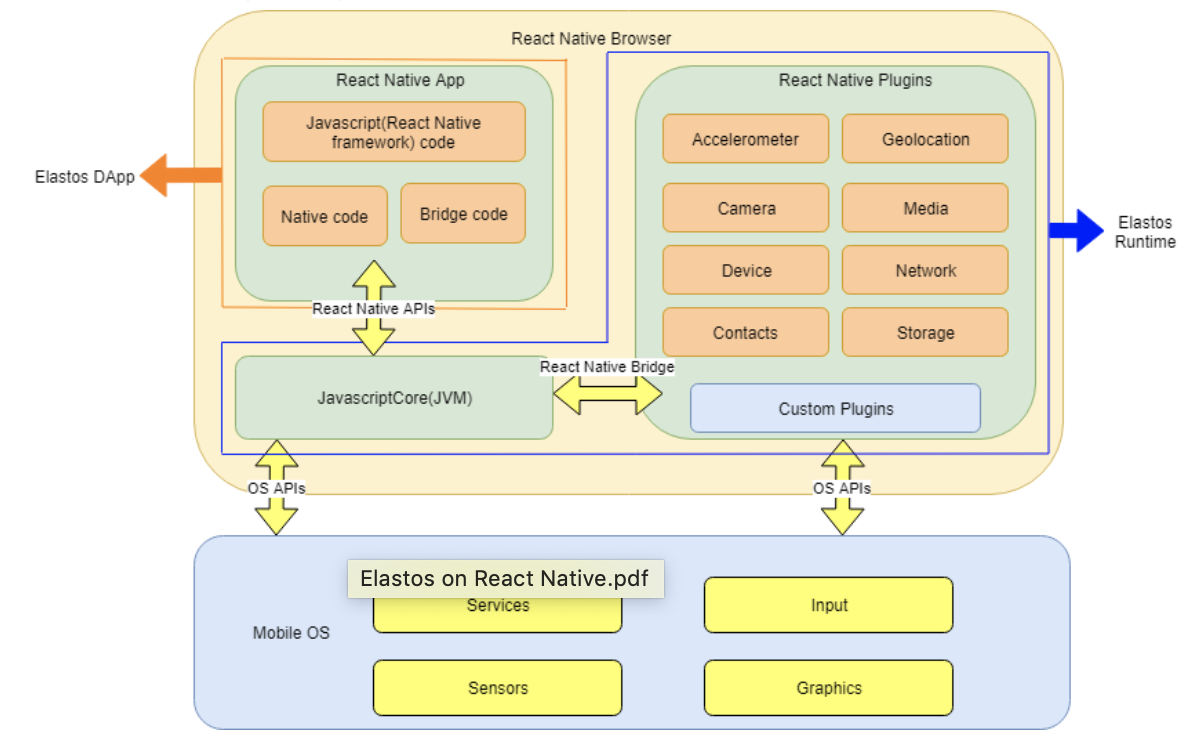 React Native Browser
React Native App
Javascript(React Native
framework) code
Native code
Bridge code
React Native APIs
Elastos DApp
React Native Plugins
Accelerometer
Geolocation
Camera
Media
Device
Network
Contacts
Storage
Custom Plugins
Elastos
Runtime
JavascriptCore(JVM)
React Native Bridge
OS APIs
OS APIs
Mobile OS
Elastos on React Native.pdf
Services
Input
Sensors
Graphics